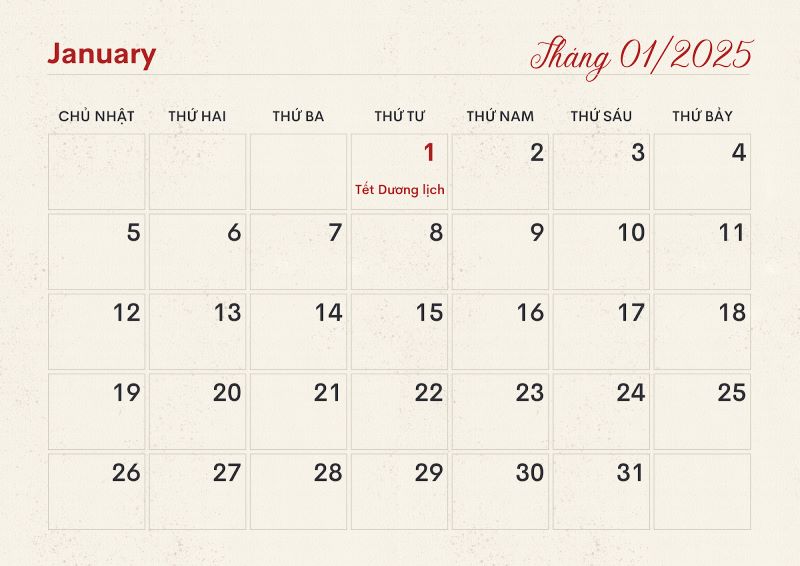 January Tháng 01/2025
CHỦ NHẬT THỨ HAI THỨ BA THỨ TƯ THỨ NAM THỨ SÁU THỨ BẢY
1 2 3 4
Tết Dương lịch
5 6 7 8 9 10 11
12 13 14 15 16 17 18
19 20 21 22 23 24 25
26 27 28 29 30 31